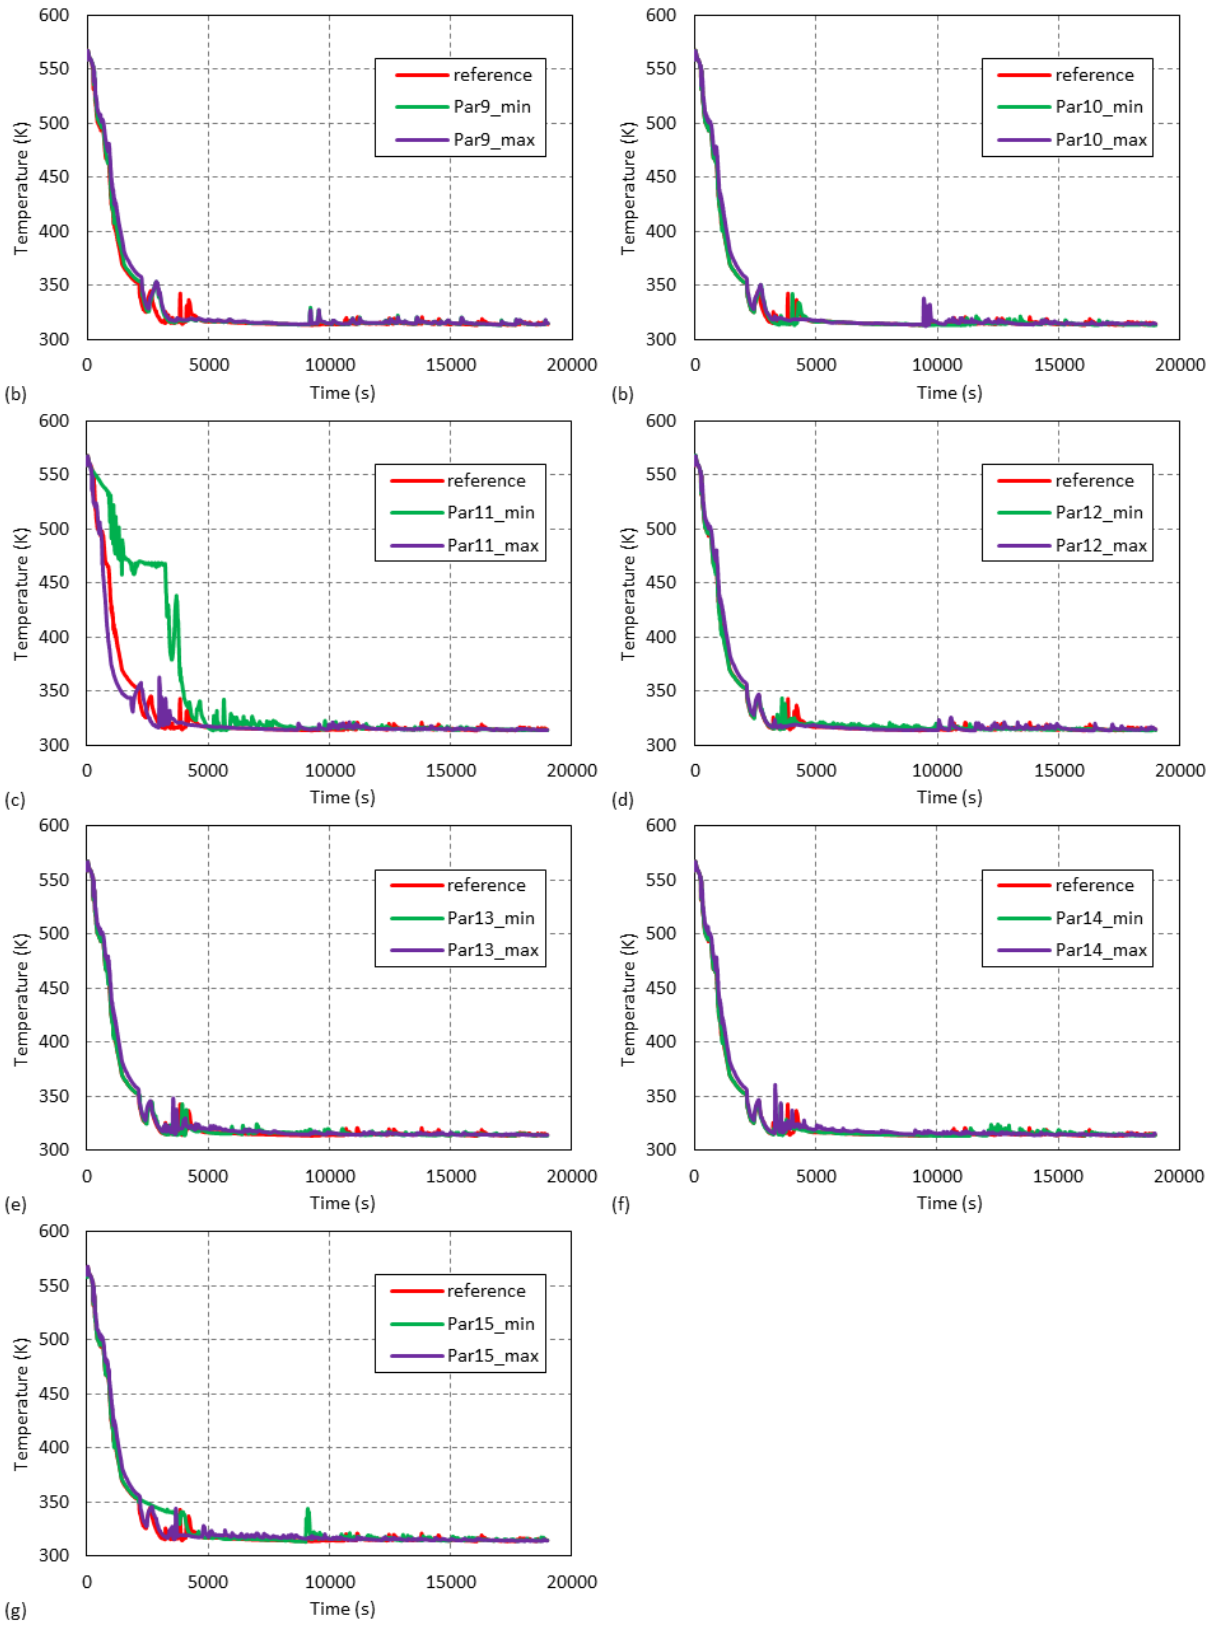 600
550
500
450
400
350
300
Temperature (K)
reference
Par9_min
Par9_max
0 5000 10000 15000 20000
Time (s)
(b)
600
550
500
450
400
350
300
Temperature (K)
reference
Par10_min
Par10_max
0 5000 10000 15000 20000
Time (s)
(b)
600
550
500
450
400
350
300
Temperature (K)
reference
Par11_min
Par11_max
0 5000 10000 15000 20000
Time (s)
(c)
600
550
500
450
400
350
300
Temperature (K)
reference
Par12_min
Par12_max
0 5000 10000 15000 20000
Time (s)
(d)
600
550
500
450
400
350
300
Temperature (K)
reference
Par13_min
Par13_max
0 5000 10000 15000 20000
Time (s)
(e)
600
550
500
450
400
350
300
Temperature (K)
reference
Par14_min
Par14_max
0 5000 10000 15000 20000
Time (s)
(f)
600
550
500
450
400
350
300
Temperature (K)
reference
Par15_min
Par15_max
0 5000 10000 15000 20000
Time (s)
(g)